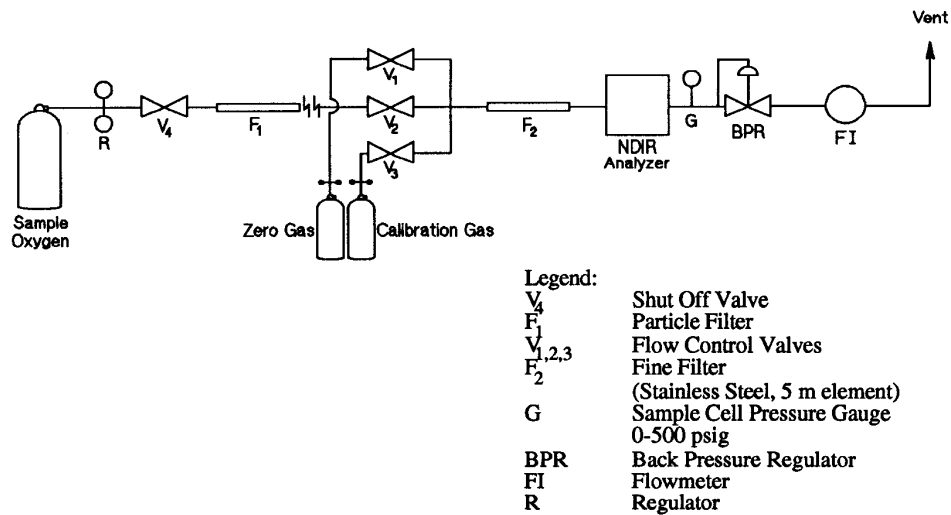 Vent
V1
R
V4
F1
V2
F2
NDIR
Analyzer
G
BPR
FI
V3
Sample
Oxygen
Zero Gas
Calibration Gas
Legend:
V4 Shut Off Valve
F1 Particle Filter
V1,2,3 Flow Control Valves
F2 Fine Filter
(Stainless Steel, 5 m element)
G Sample Cell Pressure Gauge
0-500 psig
BPR Back Pressure Regulator
FI Flowmeter
R Regulator